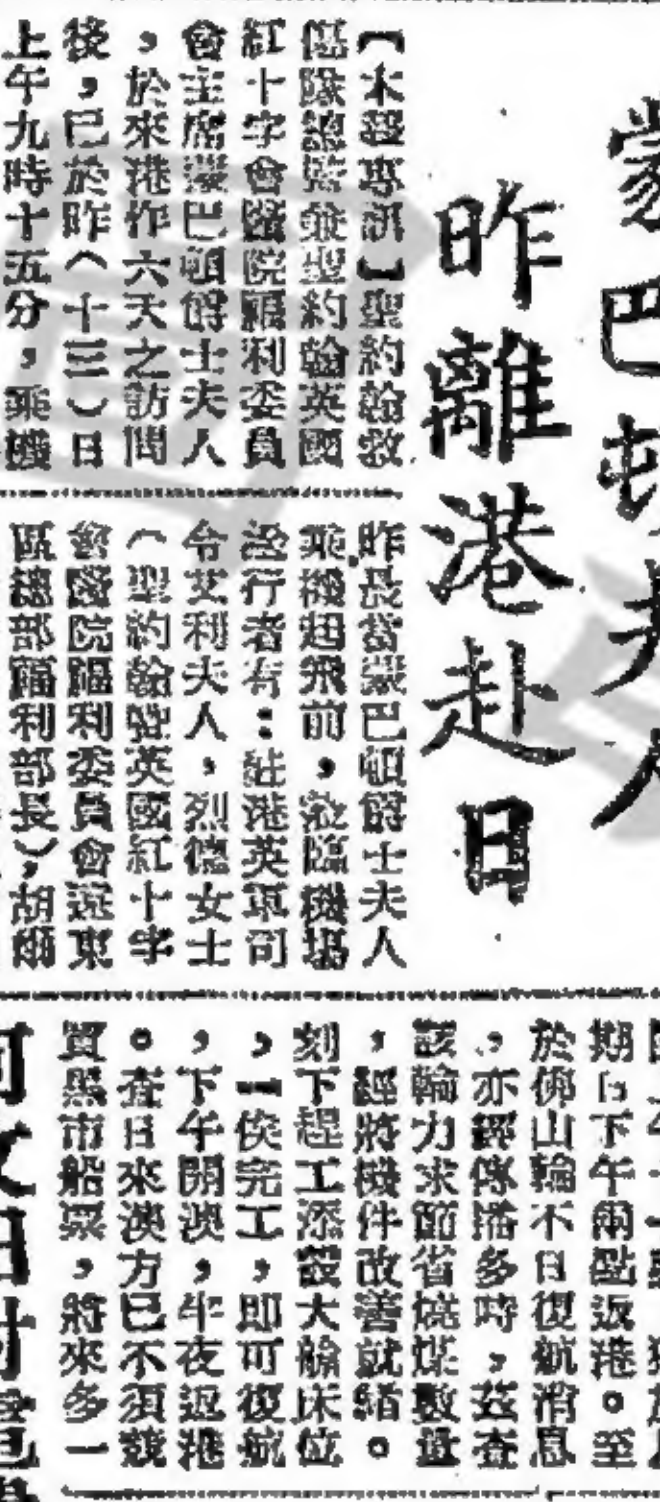 蒙巴頓夫人
昨離港赴日
【本報專訊】聖約翰救
傷隊總監兼聖約翰英國
紅十字會醫院福利委員
會主席蒙巴頓爵士夫人
，於來港作六天之訪問
後，已於昨（十三）日
上午九時十五分，乘機
昨晨當蒙巴頓爵士夫人
乘機起飛前，蒞臨機場
送行者有：駐港英軍司
令艾利夫人，烈德女士
（聖約翰暨英國紅十字
會醫院福利委員會遠東
區總部福利部長），胡爾
期日下午兩點返港。至
於佛山輪不日復航消息
，亦經傳播多時，茲查
該輪力求節省燒煤數量
，經將機件改善就緒。
刻下趕工添設大艙床位
，一俟完工，即可復航
，下午開澳，午夜返港
。查日來澳方已不須競
買黑市船票，將來多一